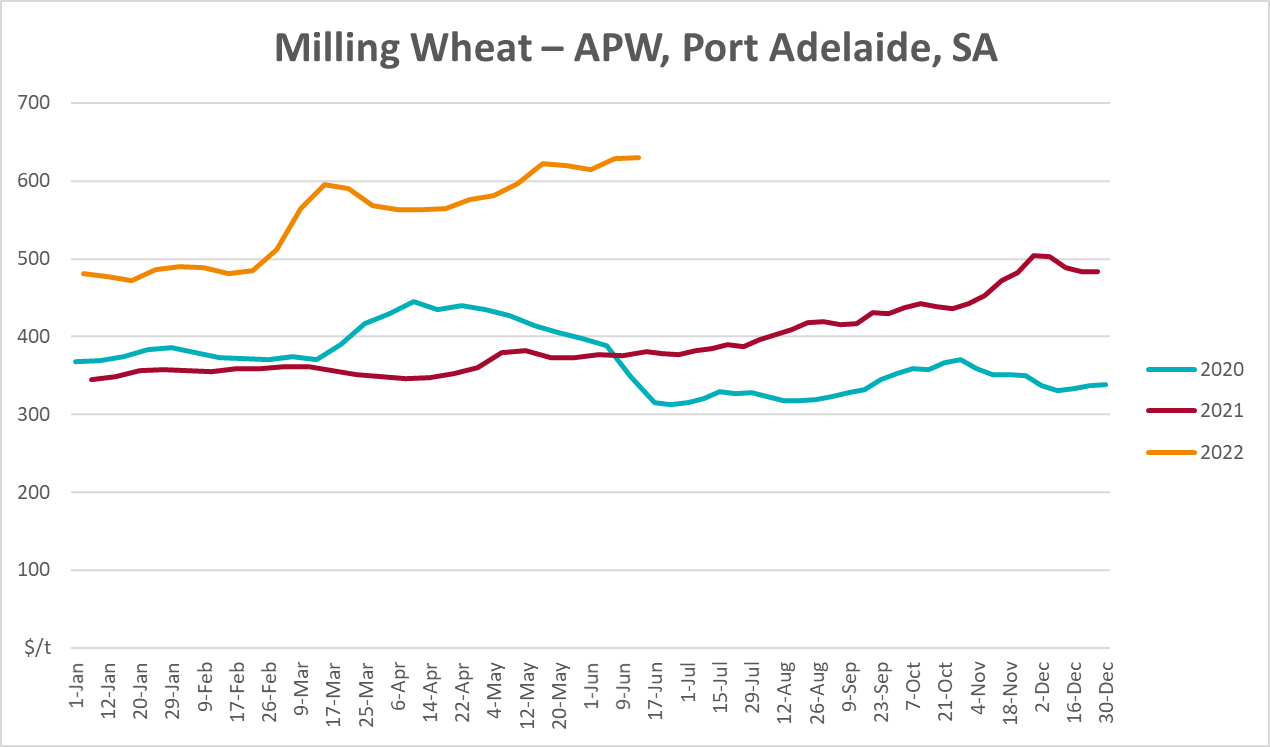 Milling Wheat – APW, Port Adelaide, SA
700
600
500
400
300
200
100
$/t
1-Jan
12-Jan
20-Jan
29-Jan
9-Feb
17-Feb
26-Feb
9-Mar
17-Mar
25-Mar
6-Apr
14-Apr
22-Apr
4-May
12-May
20-May
1-Jun
9-Jun
17-Jun
1-Jul
15-Jul
29-Jul
12-Aug
26-Aug
9-Sep
23-Sep
7-Oct
21-Oct
4-Nov
18-Nov
2-Dec
16-Dec
30-Dec
2020
2021
2022